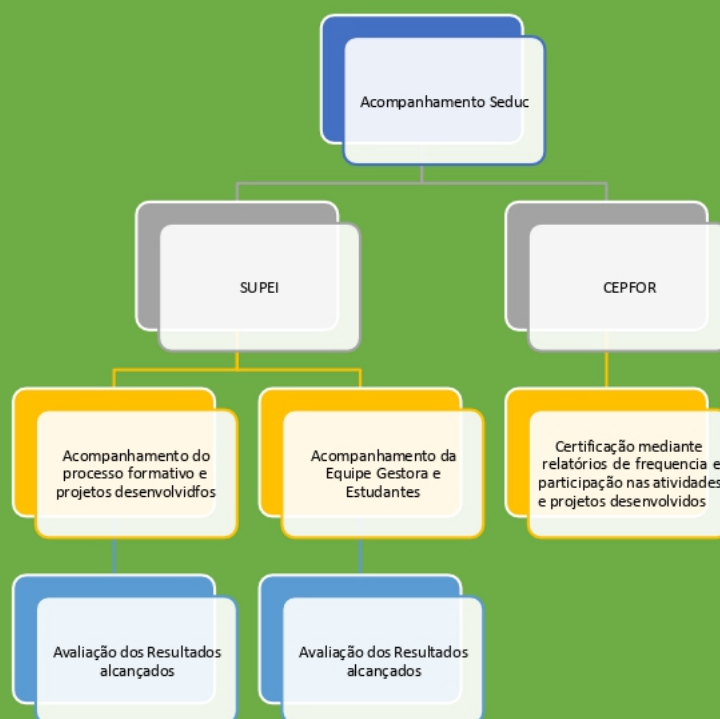 Acompanhamento Seduc
SUPEI
CEPFOR
Acompanhamento do
processo formativo e
projetos desenvolvidfos
Acompanhamento da
Equipe Gestora e
Estudantes
Certificação mediante
relatórios de frequencia e
participação nas atividades
e projetos desenvolvidos
Avaliação dos Resultados
alcançados
Avaliação dos Resultados
alcançados